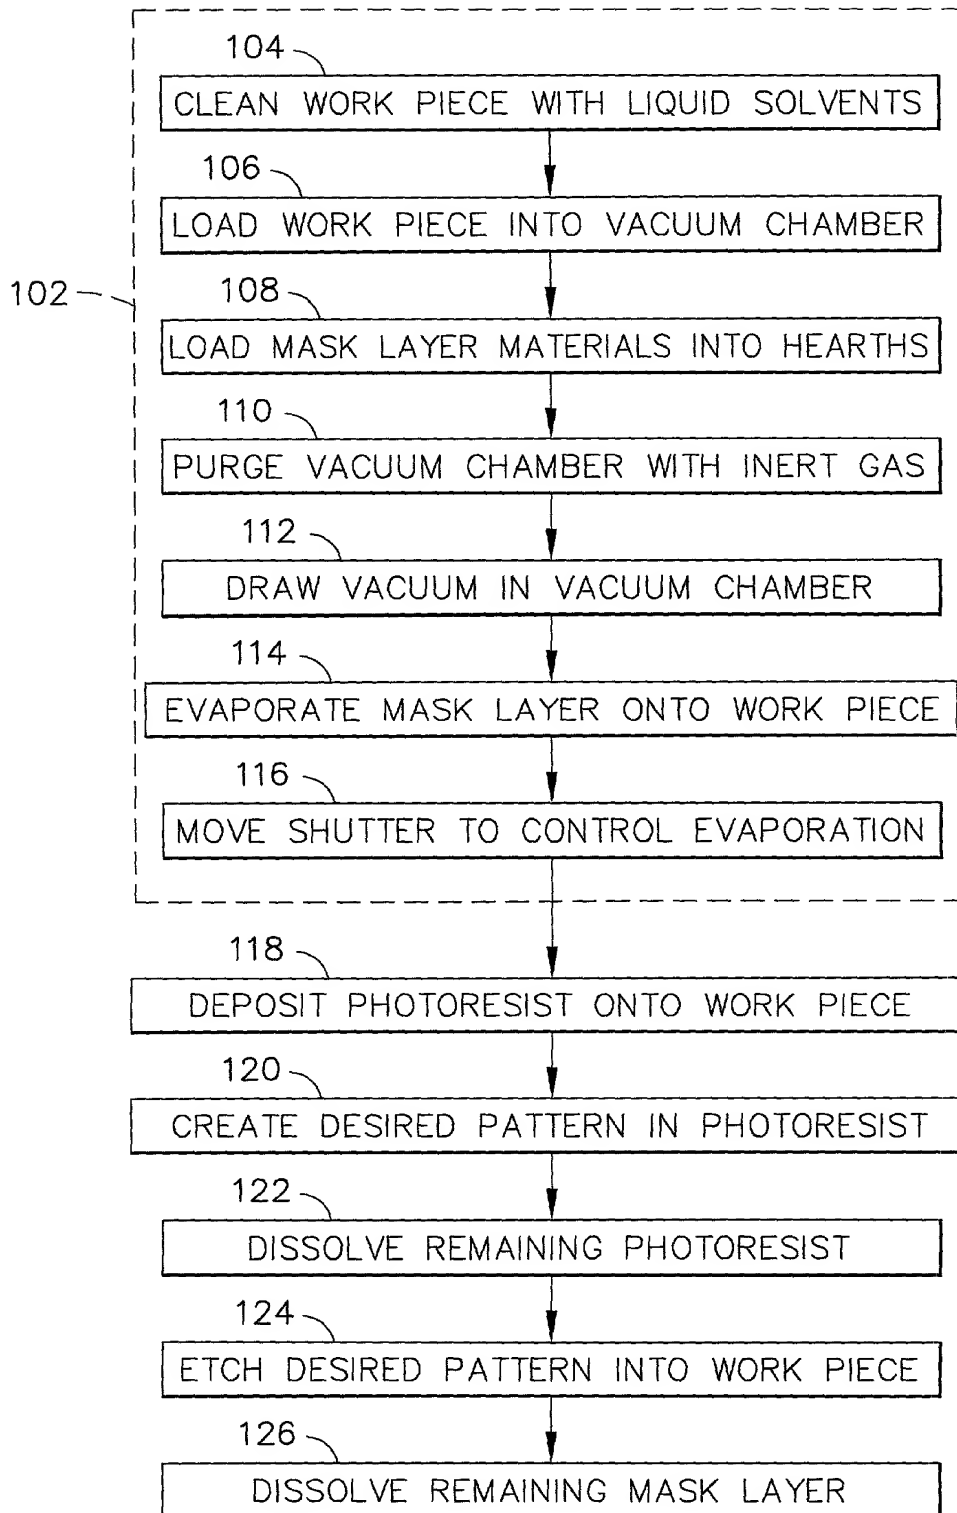 104
CLEAN WORK PIECE WITH LIQUID SOLVENTS
106
LOAD WORK PIECE INTO VACUUM CHAMBER
102
108
LOAD MASK LAYER MATERIALS INTO HEARTHS
110
PURGE VACUUM CHAMBER WITH INERT GAS
112
DRAW VACUUM IN VACUUM CHAMBER
114
EVAPORATE MASK LAYER ONTO WORK PIECE
116
MOVE SHUTTER TO CONTROL EVAPORATION
118
DEPOSIT PHOTORESIST ONTO WORK PIECE
120
CREATE DESIRED PATTERN IN PHOTORESIST
122
DISSOLVE REMAINING PHOTORESIST
124
ETCH DESIRED PATTERN INTO WORK PIECE
126
DISSOLVE REMAINING MASK LAYER